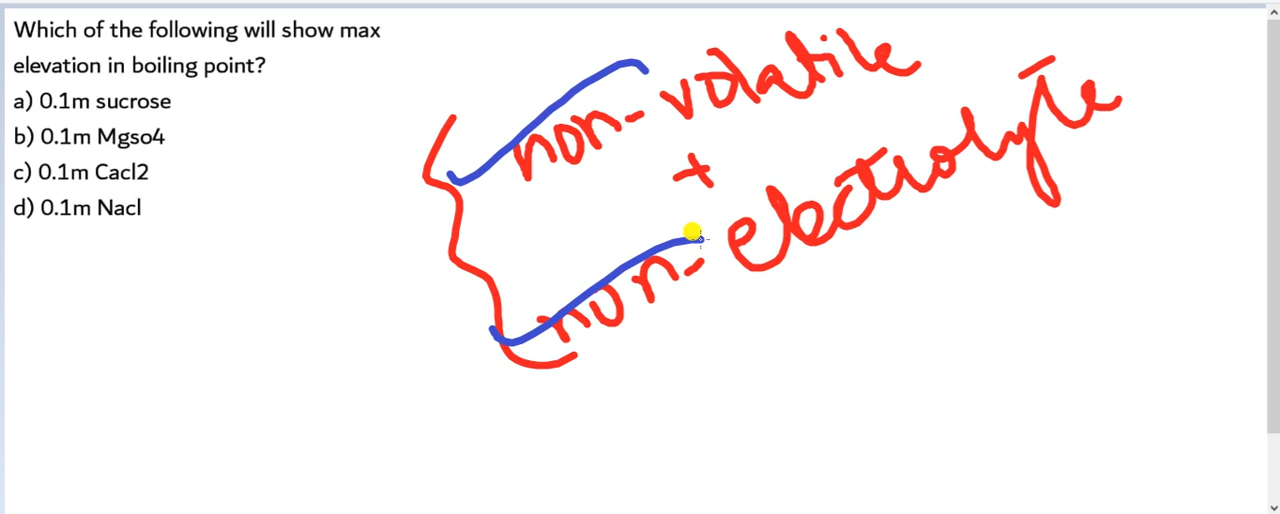 Which of the following will show max
elevation in boiling point?
a) 0.1m sucrose
b) 0.1m Mgso4
c) 0.1m Cacl2
d) 0.1m Nacl
non-volatile
+
non-electrolyte